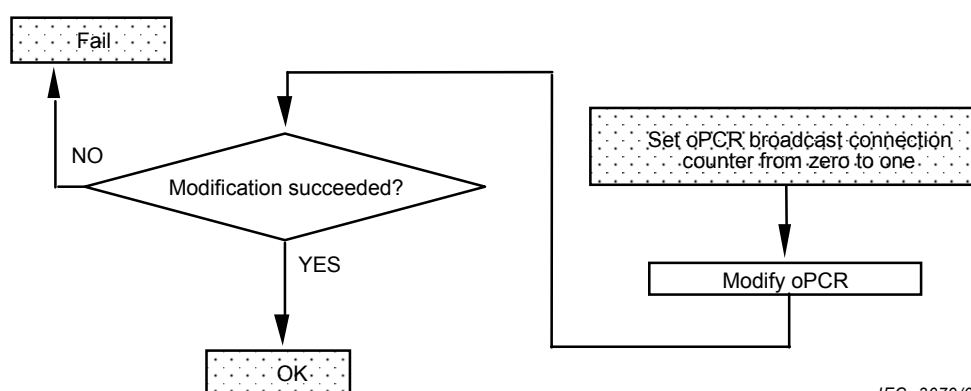 Fail
Set oPCR broadcast connection
counter from zero to one
NO
Modification succeeded?
YES
Modify oPCR
OK